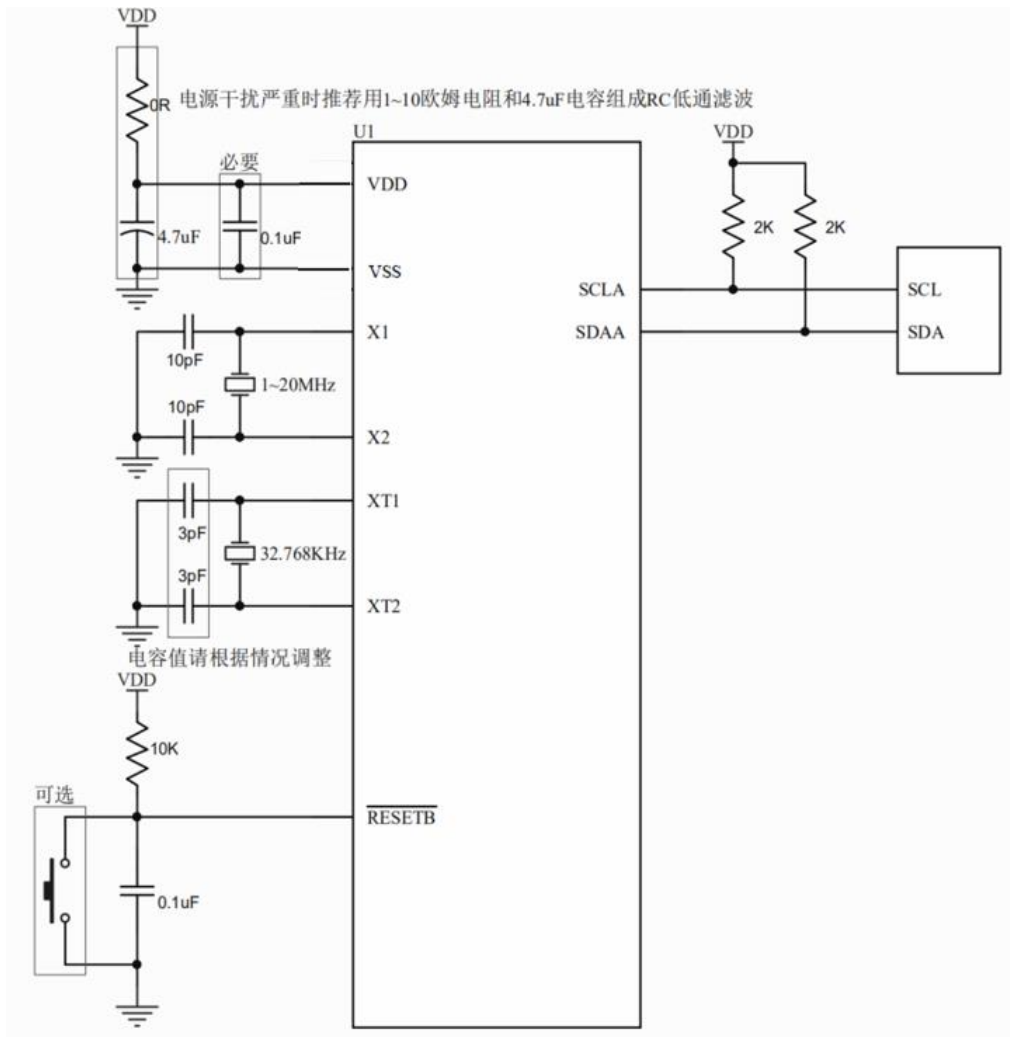 VDD
0R
电源干扰严重时推荐用1~10欧姆电阻和4.7uF电容组成RC低通滤波
U1
VDD
必要
VDD
2K
2K
4.7uF
0.1uF
VSS
SCLA
SCL
X1
SDAA
SDA
10pF
1~20MHz
10pF
X2
XT1
3pF
32.768KHz
3pF
XT2
电容值请根据情况调整
VDD
10K
可选
RESETB
0.1uF